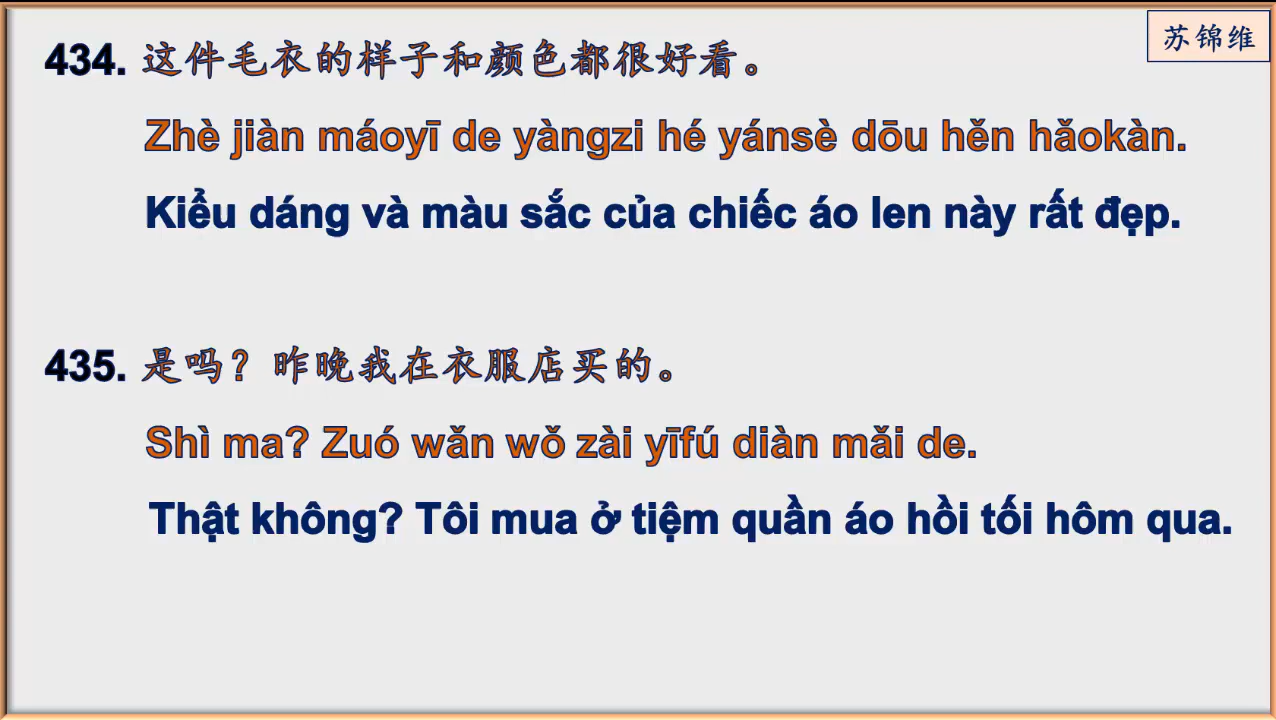 苏锦维
434. 这件毛衣的样子和颜色都很好看。
Zhè jiàn máoyī de yàngzi hé yánsè dōu hěn hǎokàn.
Kiểu dáng và màu sắc của chiếc áo len này rất đẹp.
435. 是吗？昨晚我在衣服店买的。
Shì ma? Zuó wǎn wǒ zài yīfú diàn mǎi de.
Thật không? Tôi mua ở tiệm quần áo hồi tối hôm qua.